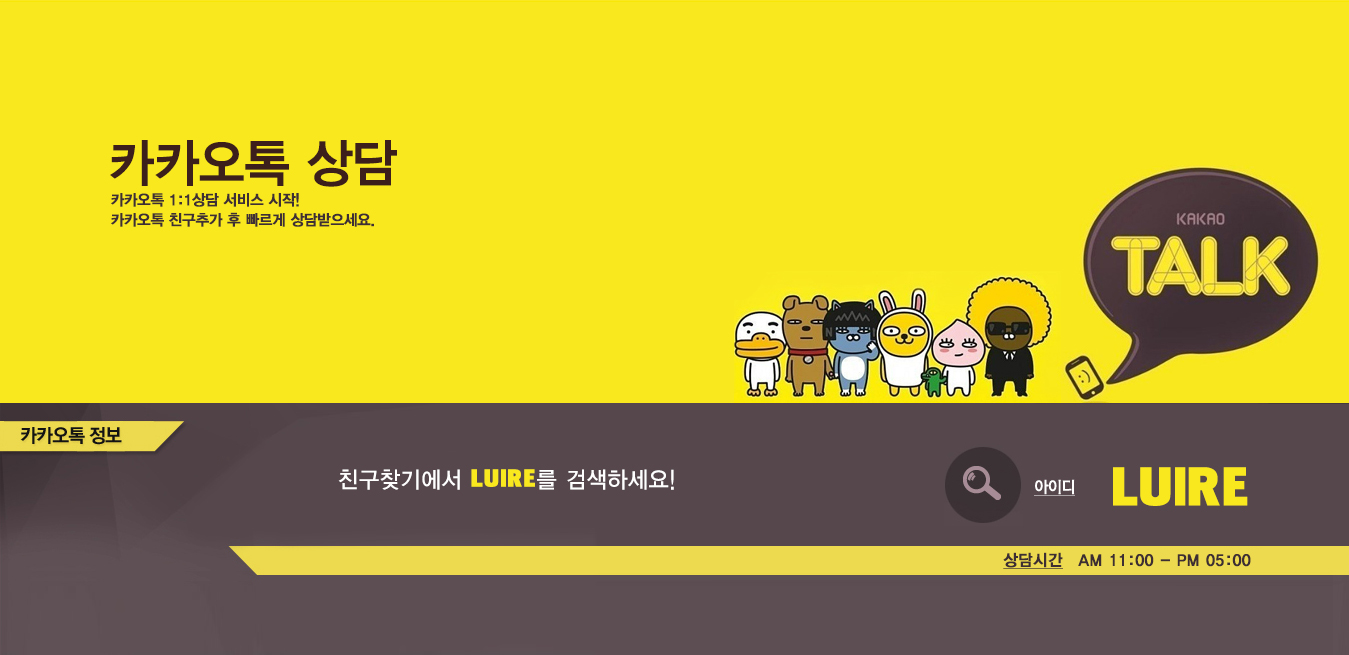 카카오톡 상담
카카오톡 1:1상담 서비스 시작!
카카오톡 친구추가 후 빠르게 상담받으세요.
KAKAO
TALK
카카오톡 정보
친구찾기에서 LUIRE를 검색하세요!
아이디 LUIRE
상담시간 AM 11:00 - PM 05:00